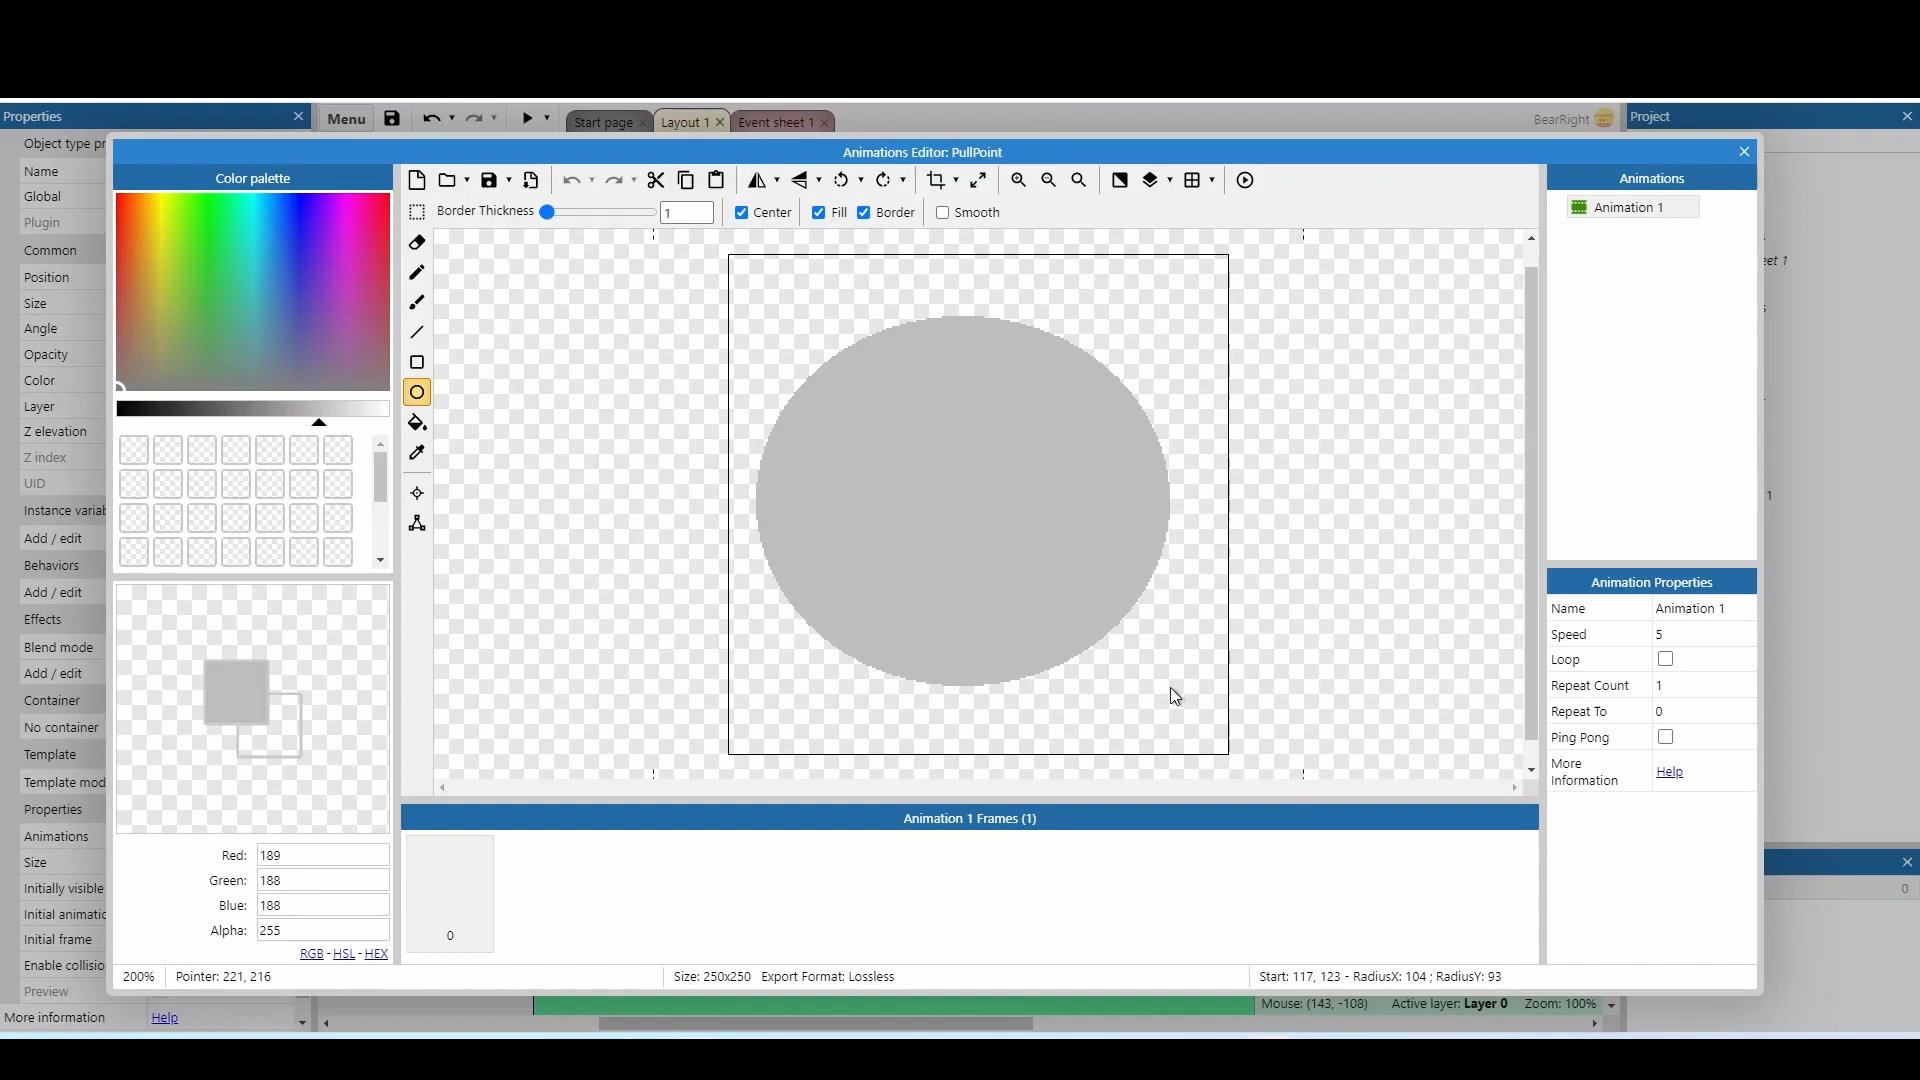 Properties
Menu
Start page
Layout 1
Event sheet 1
BearRight
Project
Animations Editor: PullPoint
Object type pr
Name
Global
Plugin
Common
Position
Size
Angle
Opacity
Color
Layer
Z elevation
Z index
UID
Instance variab
Add / edit
Behaviors
Add / edit
Effects
Blend mode
Add / edit
Container
No container
Template
Template mod
Properties
Animations
Size
Initially visible
Initial animatio
Initial frame
Enable collisio
Preview
More information
Help
Color palette
Red: 189
Green: 188
Blue: 188
Alpha: 255
RGB - HSL - HEX
Border Thickness 1 Center Fill Border Smooth
Animation 1 Frames (1)
0
Animations
Animation 1
eet 1
1
Animation Properties
Name Animation 1
Speed 5
Loop
Repeat Count 1
Repeat To 0
Ping Pong
More Information Help
0
200% Pointer: 221, 216 Size: 250x250 Export Format: Lossless Start: 117, 123 - RadiusX: 104 ; RadiusY: 93
Mouse: (143, -108) Active layer: Layer 0 Zoom: 100%